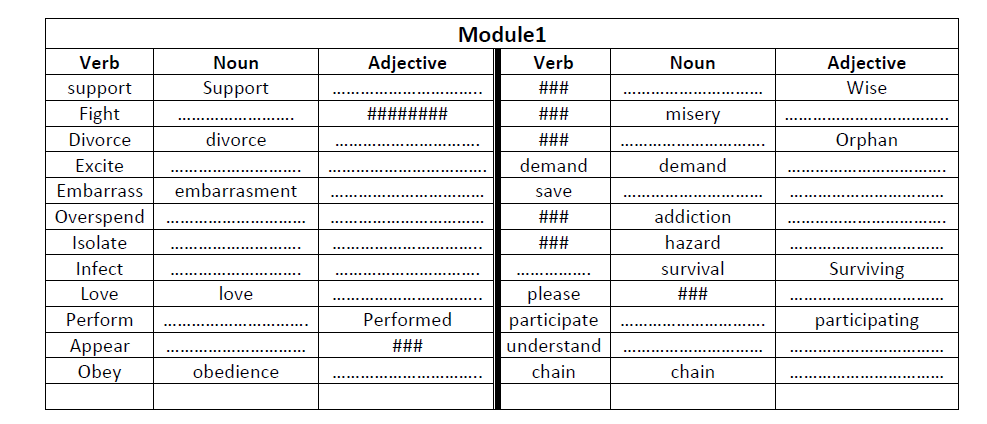 Module1
Verb Noun Adjective Verb Noun Adjective
support Support ……………………….. ### ……………………… Wise
Fight ……………………. ######## ### misery …………………………..
Divorce divorce ………………………. ### ………………………. Orphan
Excite ……………………. …………………………. demand demand ………………………….
Embarrass embarrasment ………………………… save ……………………… …………………………
Overspend ……………………… ………………………… ### addiction ………………………….
Isolate ……………………. ……………………….. ### hazard …………………………
Infect ……………………. ………………………. ……………. survival Surviving
Love love ……………………….. please ### …………………………
Perform ………………………. Performed participate ………………………. participating
Appear ……………………… ### understand ……………………… …………………………
Obey obedience ……………………….. chain chain …………………………